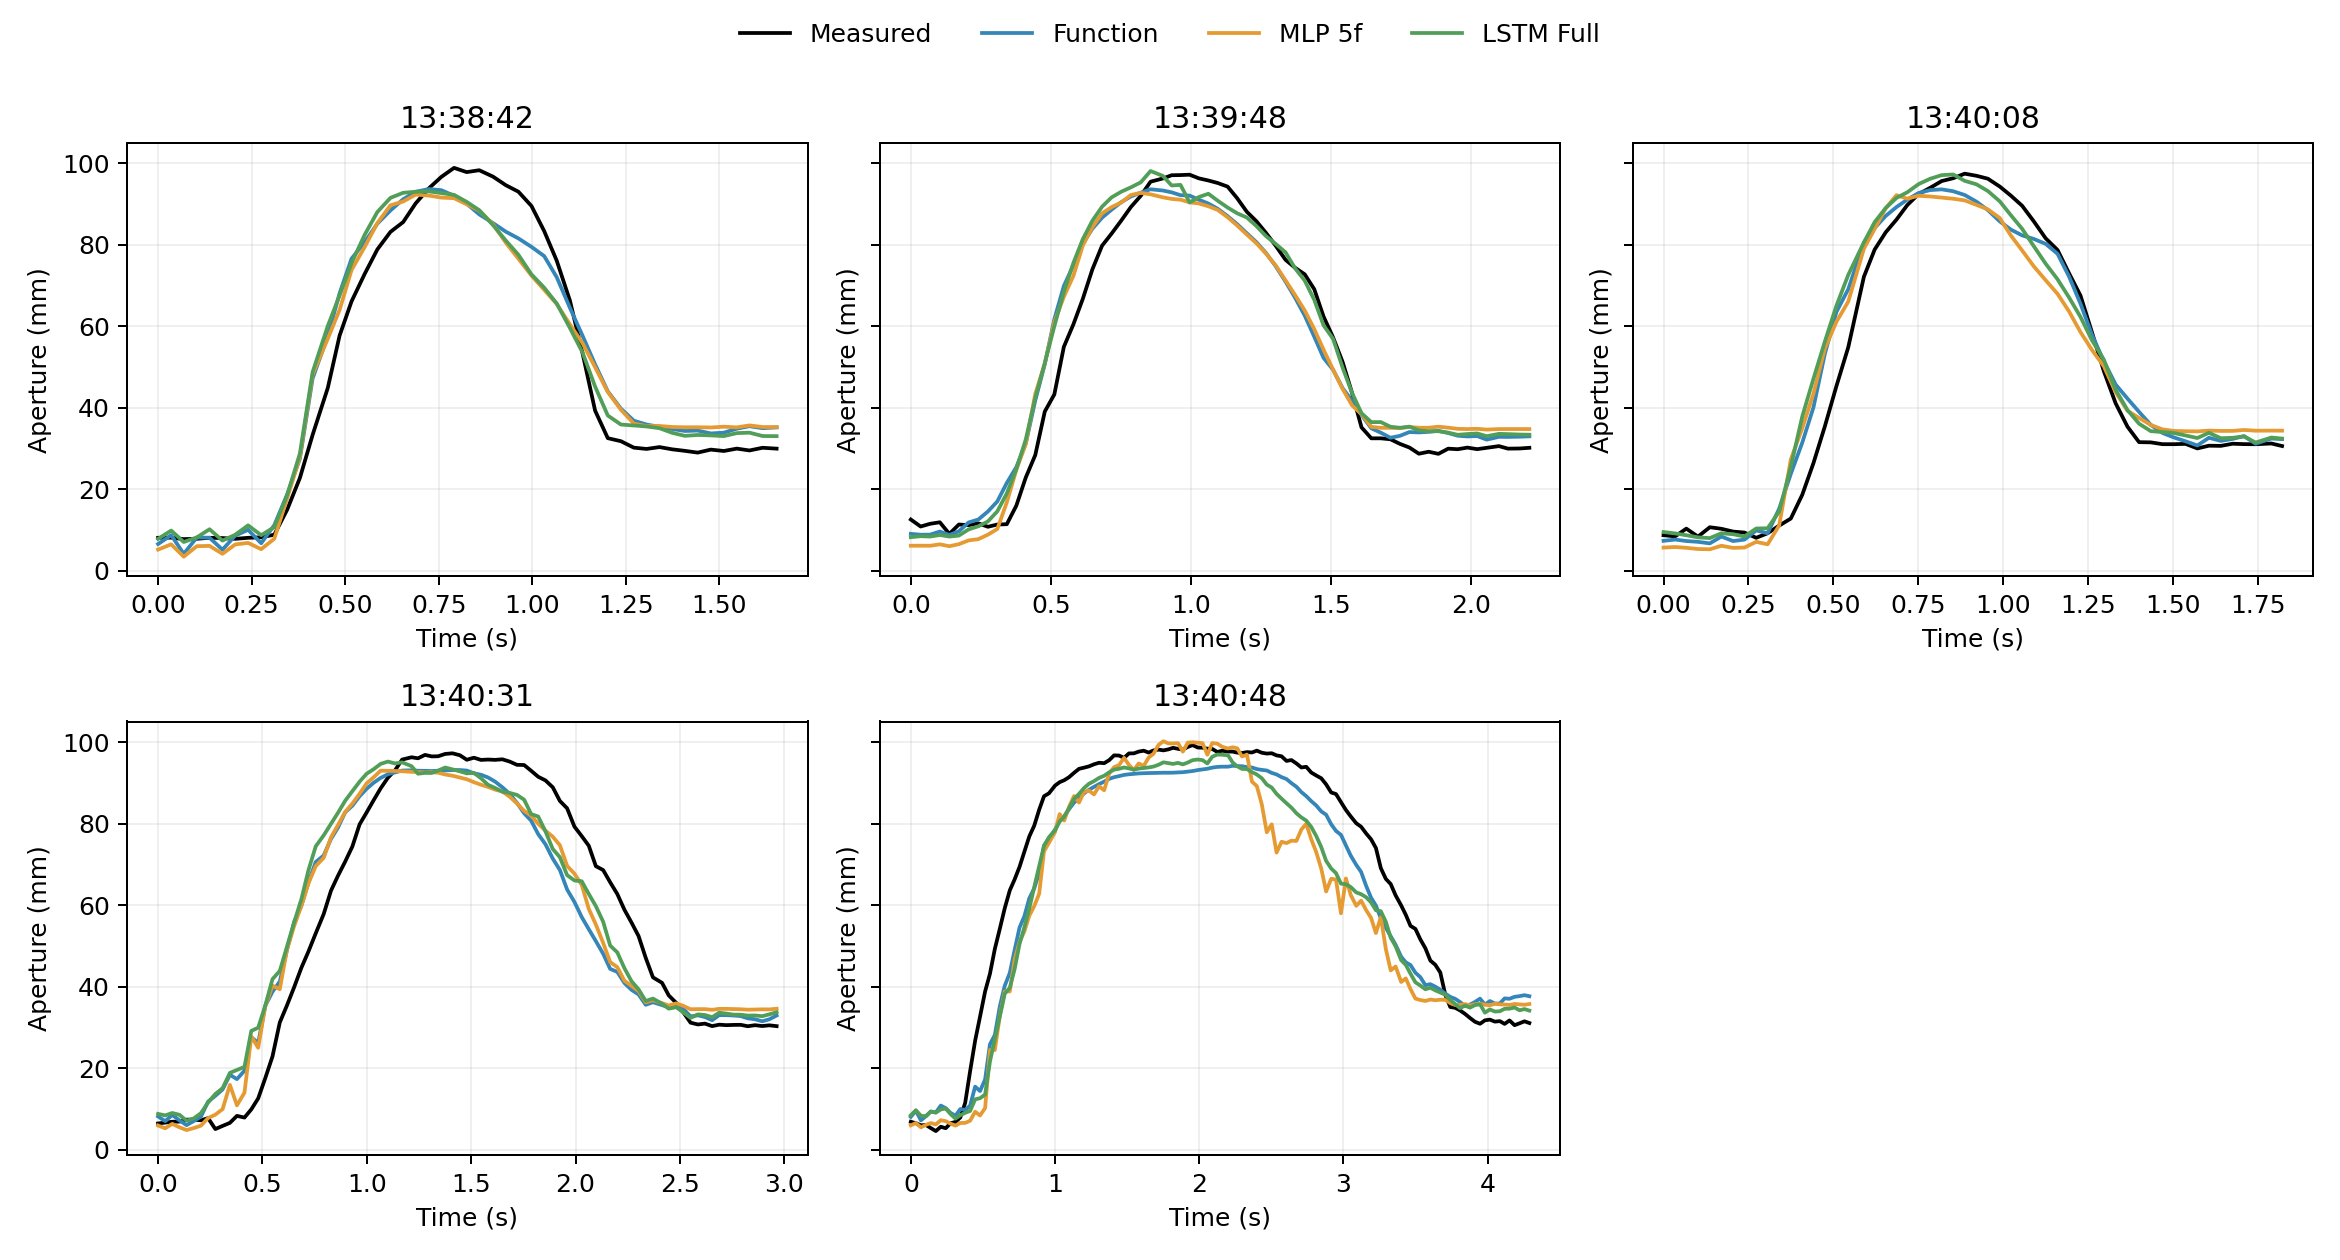 Measured Function MLP 5f LSTM Full
13:38:42 13:39:48 13:40:08
Aperture (mm)
100
80
60
40
20
0
0.00 0.25 0.50 0.75 1.00 1.25 1.50
Time (s)
Aperture (mm)
0.0 0.5 1.0 1.5 2.0
Time (s)
Aperture (mm)
0.00 0.25 0.50 0.75 1.00 1.25 1.50 1.75
Time (s)
13:40:31 13:40:48
Aperture (mm)
100
80
60
40
20
0
0.0 0.5 1.0 1.5 2.0 2.5 3.0
Time (s)
Aperture (mm)
0 1 2 3 4
Time (s)